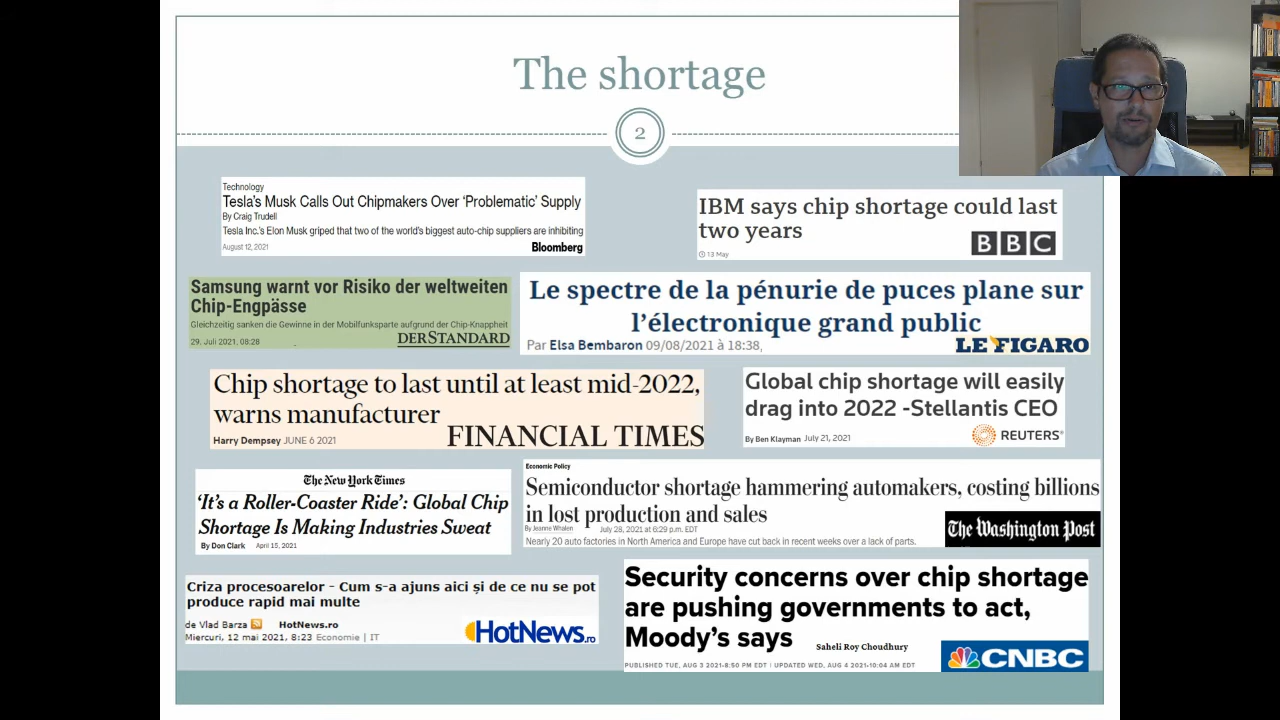 The shortage
2
Technology
Tesla's Musk Calls Out Chipmakers Over 'Problematic' Supply
By Craig Trudell
Tesla Inc.'s Elon Musk griped that two of the world's biggest auto-chip suppliers are inhibiting
August 12, 2021
Bloomberg
IBM says chip shortage could last
two years
13 May
BBC
Samsung warnt vor Risiko der weltweiten
Chip-Engpässe
Gleichzeitig sanken die Gewinne in der Mobilfunksparte aufgrund der Chip-Knappheit
29. Juli 2021, 08:28
DERSTANDARD
Le spectre de la pénurie de puces plane sur
l'électronique grand public
Par Elsa Bembaron 09/08/2021 à 18:38,
LE FIGARO
Chip shortage to last until at least mid-2022,
warns manufacturer
Harry Dempsey JUNE 6 2021
FINANCIAL TIMES
Global chip shortage will easily
drag into 2022 -Stellantis CEO
By Ben Klayman July 21, 2021
REUTERS®
The New York Times
'It's a Roller-Coaster Ride': Global Chip
Shortage Is Making Industries Sweat
By Don Clark April 15, 2021
Economic Policy
Semiconductor shortage hammering automakers, costing billions
in lost production and sales
By Jeanne Whalen July 28, 2021 at 6:29 p.m. EDT
Nearly 20 auto factories in North America and Europe have cut back in recent weeks over a lack of parts.
The Washington Post
Criza procesoarelor - Cum s-a ajuns aici și de ce nu se pot
produce rapid mai multe
de Vlad Barza HotNews.ro
Miercuri, 12 mai 2021, 8:23 Economie | IT
HotNews.ro
Security concerns over chip shortage
are pushing governments to act,
Moody's says
Saheli Roy Choudhury
PUBLISHED TUE, AUG 3 2021-8:50 PM EDT | UPDATED WED, AUG 4 2021-10:04 AM EDT
CNBC